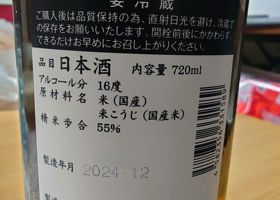 要冷蔵
ご購入後は品質保持の為、直射日光を避け、冷蔵で
の保存をお願いいたします。開栓前後にかかわらず、
できるだけお早めにお召し上がりください。
品目 日本酒 内容量 720ml
アルコール分 16度
原材料名 米(国産)
米こうじ(国産米)
精米歩合 55%
製造年月 2024.12